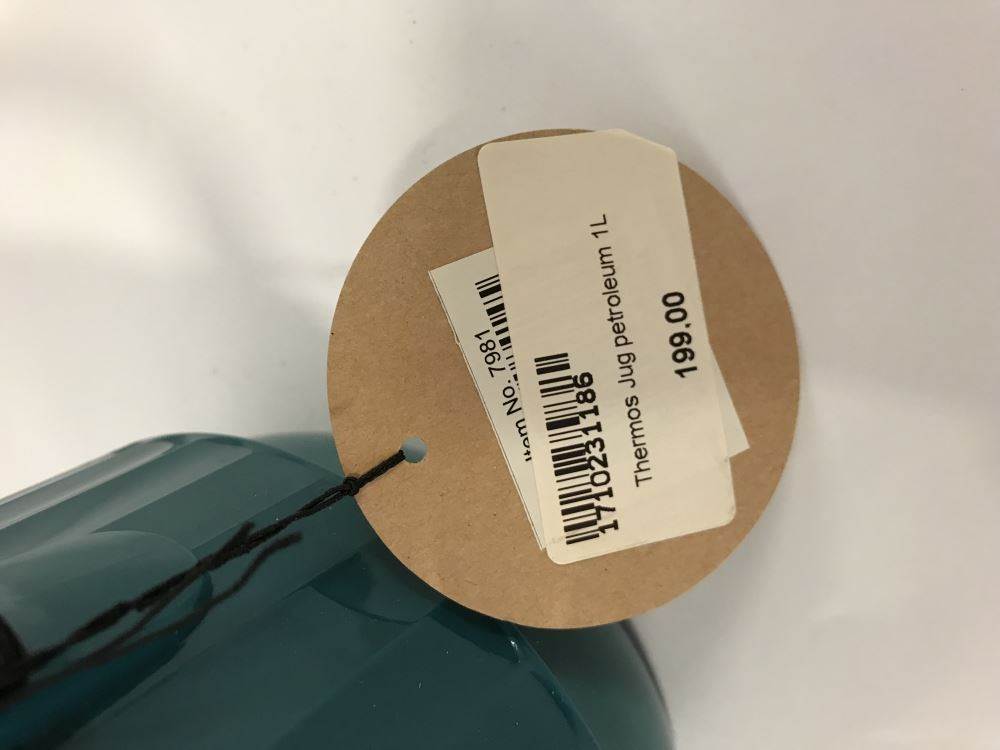 Item No. 7981
1710231186
Thermos Jug petroleum 1L
199.00